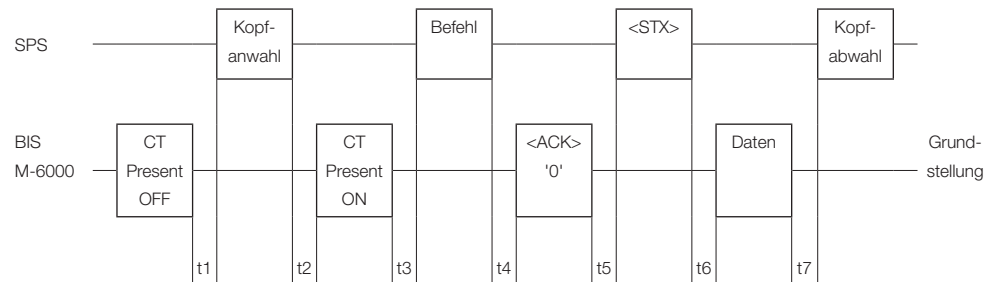 SPS
Kopf-
anwahl
Befehl
<STX>
Kopf-
abwahl
BIS
M-6000
CT
Present
OFF
CT
Present
ON
<ACK>
'0'
Daten
Grund-
stellung
t1
t2
t3
t4
t5
t6
t7